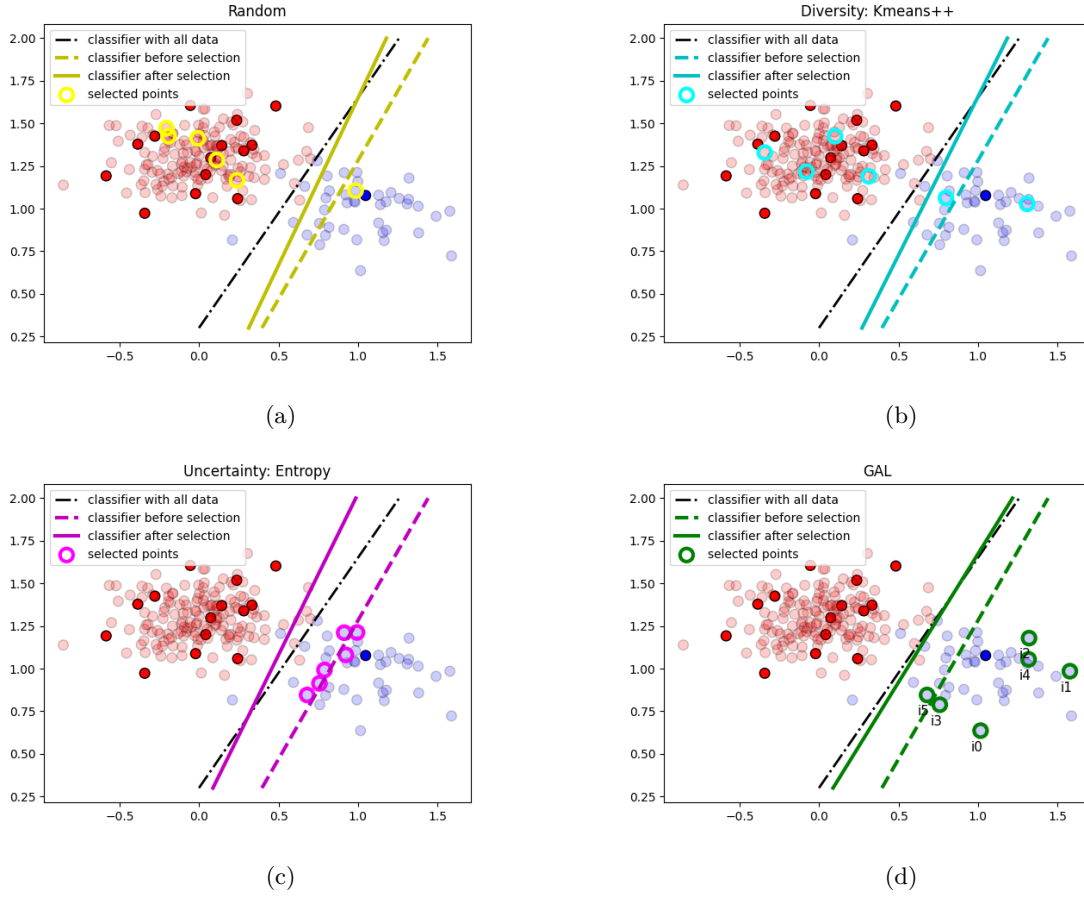 Random
classifier with all data
classifier before selection
classifier after selection
selected points
2.00
1.75
1.50
1.25
1.00
0.75
0.50
0.25
−0.5 0.0 0.5 1.0 1.5
(a)
Diversity: Kmeans++
classifier with all data
classifier before selection
classifier after selection
selected points
2.00
1.75
1.50
1.25
1.00
0.75
0.50
0.25
−0.5 0.0 0.5 1.0 1.5
(b)
Uncertainty: Entropy
classifier with all data
classifier before selection
classifier after selection
selected points
2.00
1.75
1.50
1.25
1.00
0.75
0.50
0.25
−0.5 0.0 0.5 1.0 1.5
(c)
GAL
classifier with all data
classifier before selection
classifier after selection
selected points
2.00
1.75
1.50
1.25
1.00
0.75
0.50
0.25
i2
i4
i1
i5
i3
i0
−0.5 0.0 0.5 1.0 1.5
(d)